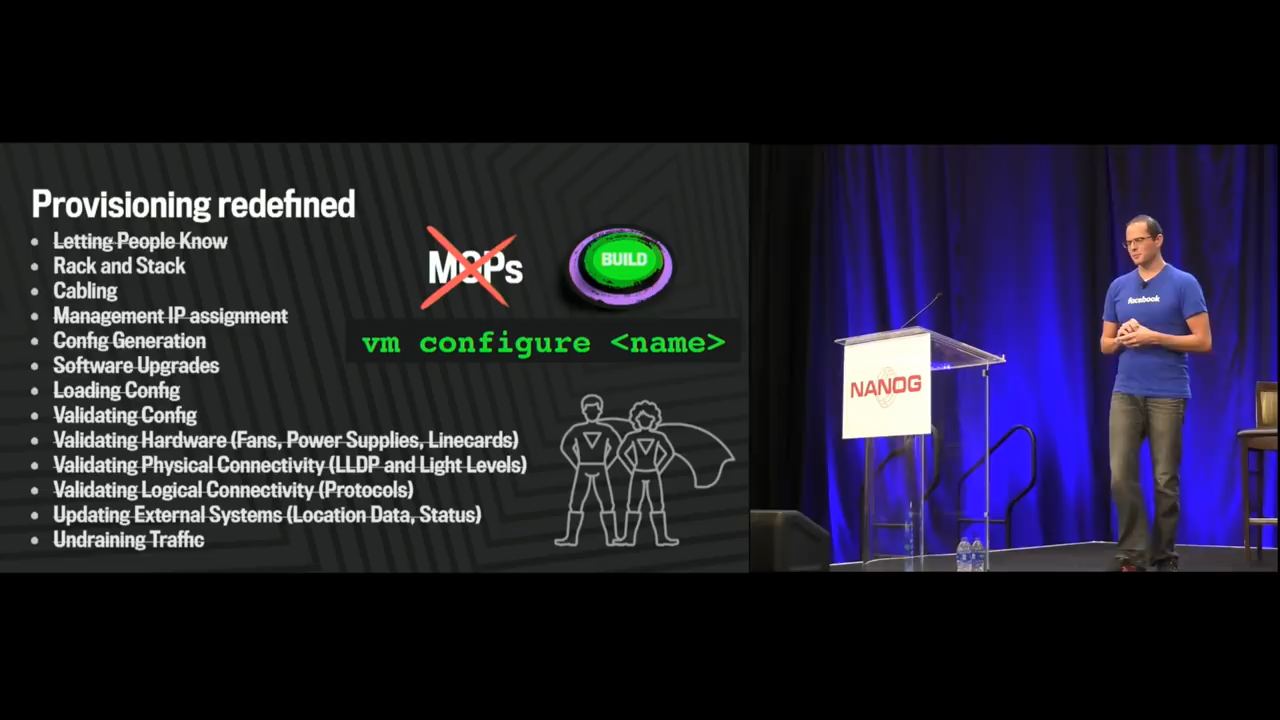 Provisioning redefined
Letting People Know
Rack and Stack
Cabling
Management IP assignment
Config Generation
Software Upgrades
Loading Config
Validating Config
Validating Hardware (Fans, Power Supplies, Linecards)
Validating Physical Connectivity (LLDP and Light Levels)
Validating Logical Connectivity (Protocols)
Updating External Systems (Location Data, Status)
Undraining Traffic
MOPs
BUILD
vm configure <name>
NANOG
facebook